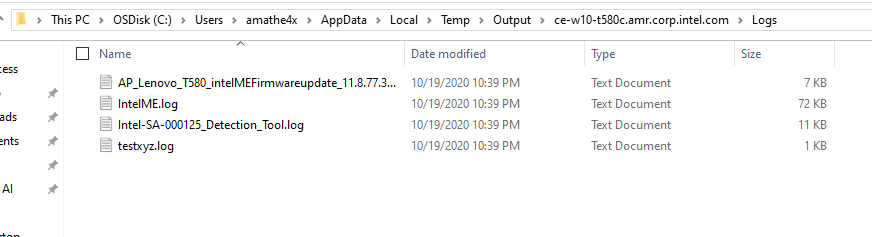 This PC > OSDisk (C:) > Users > amathe4x > AppData > Local > Temp > Output > ce-w10-t580c.amr.corp.intel.com > Logs
Name Date modified Type Size
AP_Lenovo_T580_intelMEFirmwareupdate_11.8.77.3... 10/19/2020 10:39 PM Text Document 7 KB
IntelME.log 10/19/2020 10:39 PM Text Document 72 KB
Intel-SA-000125_Detection_Tool.log 10/19/2020 10:39 PM Text Document 11 KB
testxyz.log 10/19/2020 10:39 PM Text Document 1 KB
cess
ads
ents
AI